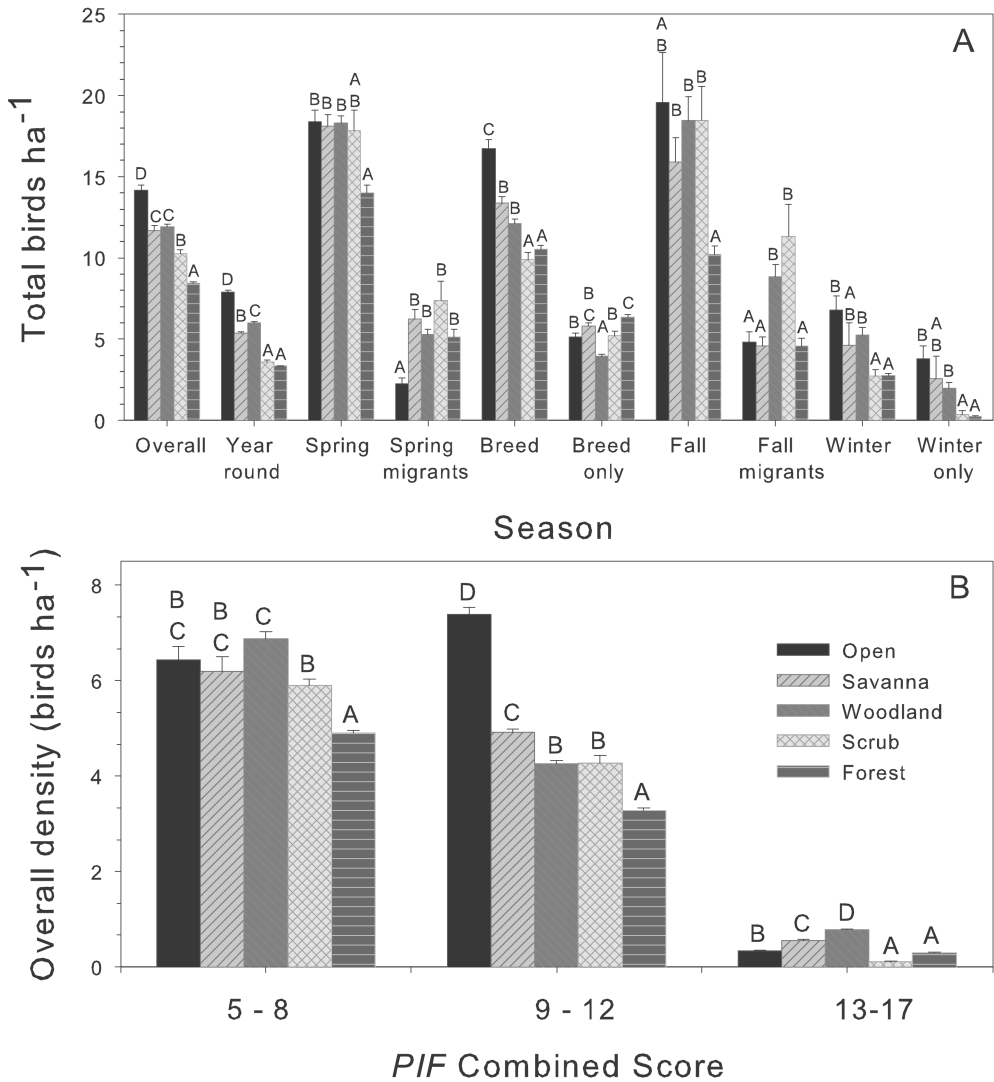 25
20
15
10
5
0
Total birds ha-1
A
D C C B A
D B C A A
B B B A B A
A B B B B
C B B A A
B B C A B C
A B B B B A
A A B B A
B A B B A A
B A B B A A
Overall
Year round
Spring
Spring migrants
Breed
Breed only
Fall
Fall migrants
Winter
Winter only
Season
8
6
4
2
0
Overall density (birds ha-1)
B
B C B C C B A
D C B B A
B C D A A
Open
Savanna
Woodland
Scrub
Forest
5 - 8
9 - 12
13-17
PIF Combined Score